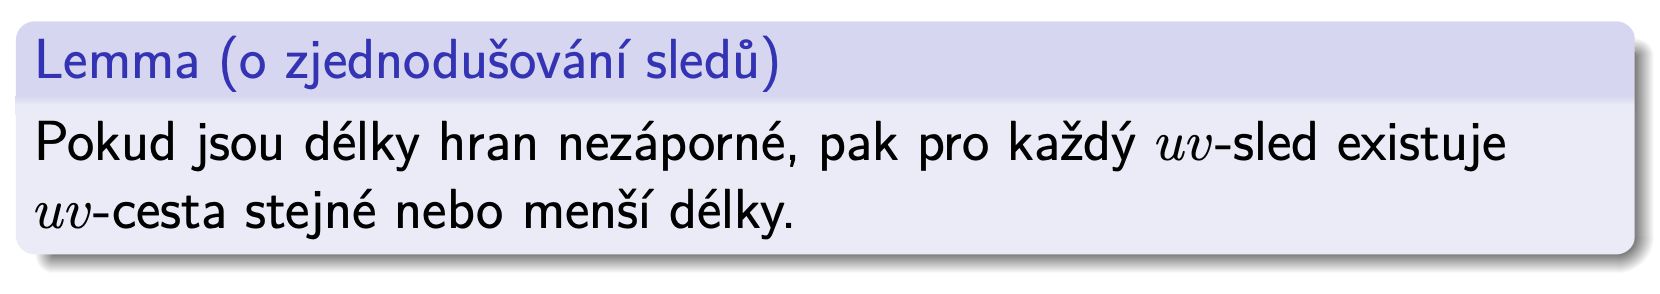 Lemma (o zjednodušování sledů)
Pokud jsou délky hran nezáporné, pak pro každý uv-sled existuje
uv-cesta stejné nebo menší délky.